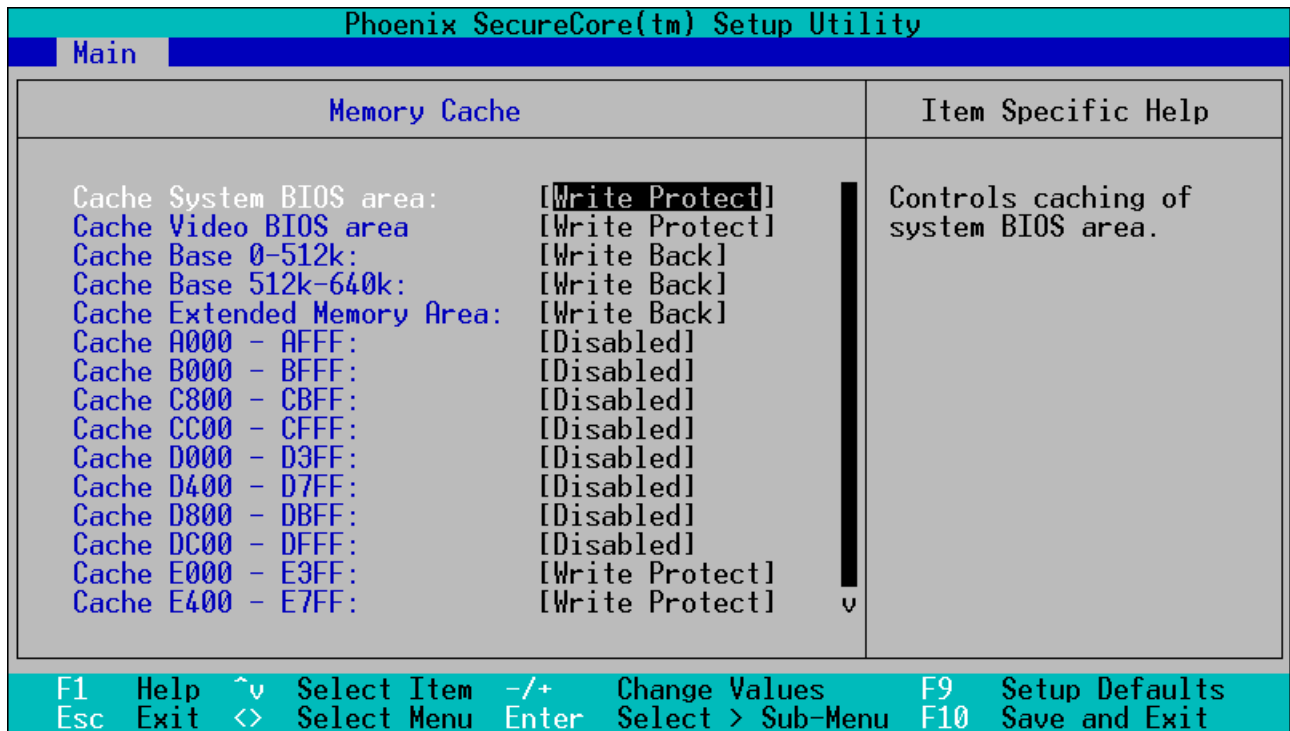 Phoenix SecureCore(tm) Setup Utility
Main
Memory Cache
Item Specific Help
Cache System BIOS area: [Write Protect]
Cache Video BIOS area [Write Protect]
Cache Base 0-512k: [Write Back]
Cache Base 512k-640k: [Write Back]
Cache Extended Memory Area: [Write Back]
Cache A000 - AFFF: [Disabled]
Cache B000 - BFFF: [Disabled]
Cache C800 - CBFF: [Disabled]
Cache CC00 - CFFF: [Disabled]
Cache D000 - D3FF: [Disabled]
Cache D400 - D7FF: [Disabled]
Cache D800 - DBFF: [Disabled]
Cache DC00 - DFFF: [Disabled]
Cache E000 - E3FF: [Write Protect]
Cache E400 - E7FF: [Write Protect] v
Controls caching of
system BIOS area.
F1 Help ^v Select Item -/+ Change Values F9 Setup Defaults
Esc Exit <> Select Menu Enter Select > Sub-Menu F10 Save and Exit